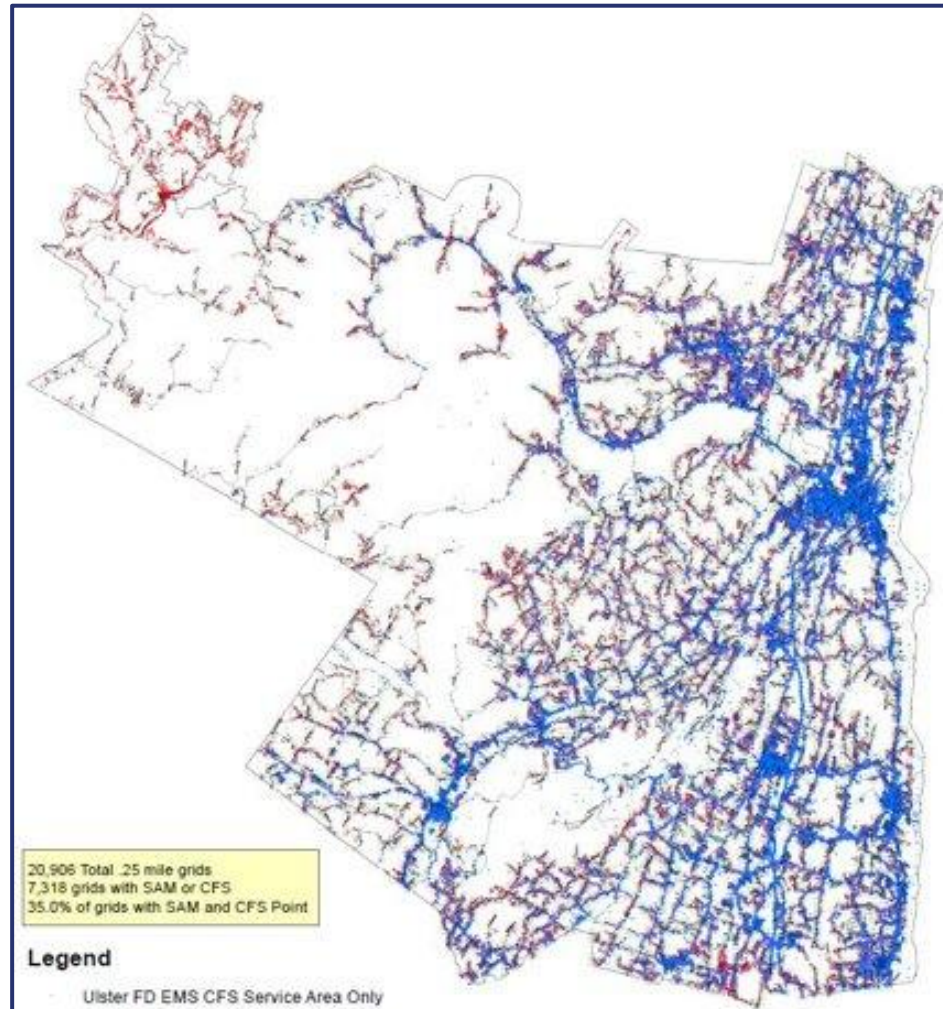 20,906 Total .25 mile grids
7,318 grids with SAM or CFS
35.0% of grids with SAM and CFS Point
Legend
Ulster FD EMS CFS Service Area Only